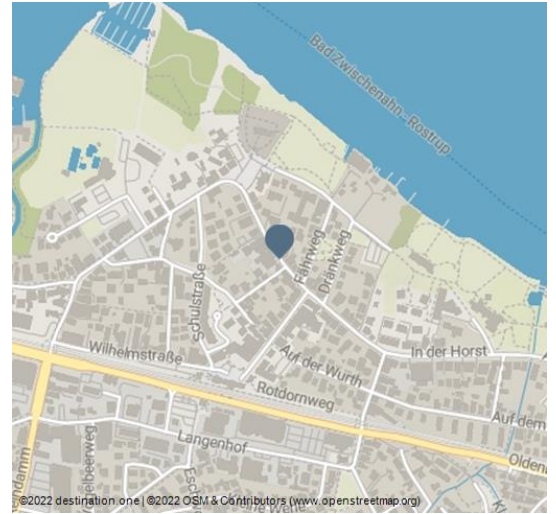 Bad Zwischenahn - Rostrup
Fährweg
Dränkweg
Schulstraße
Wilhelmstraße
In der Horst
Auf der Wurth
Rotdornweg
Auf dem
Langenhof
Oldenb
©2022 destination.one | ©2022 OSM & Contributors (www.openstreetmap.org)